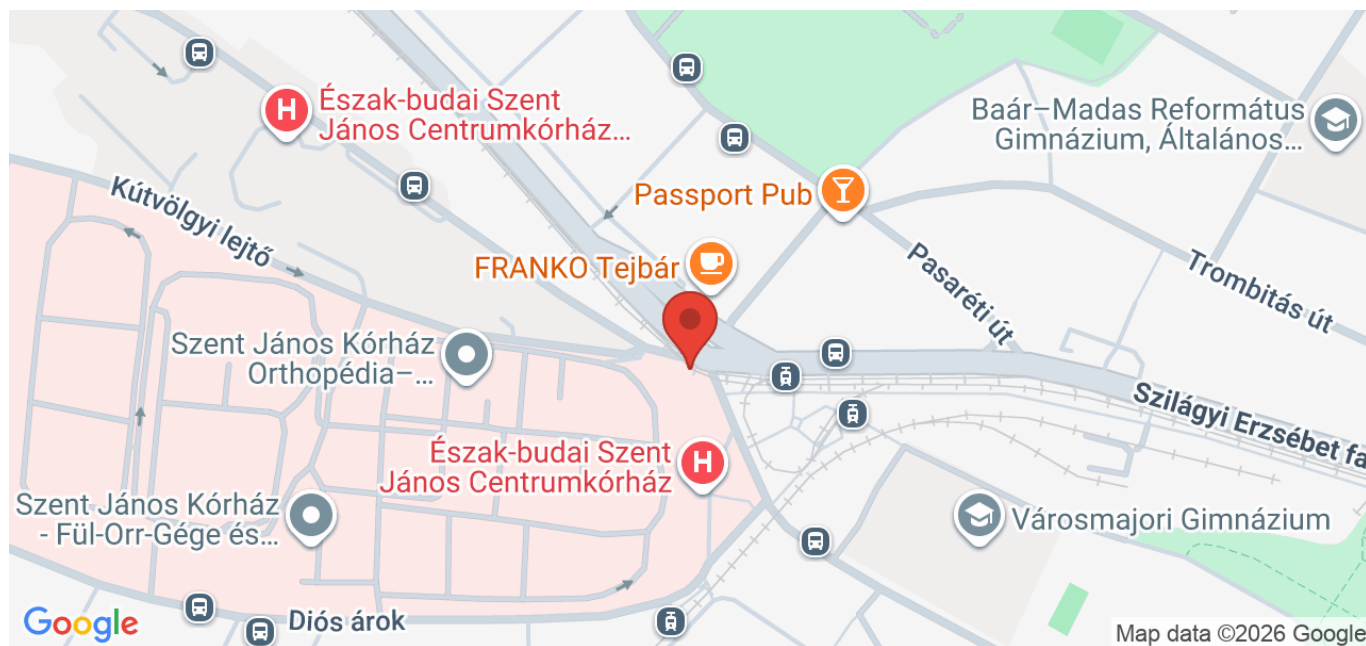 Észak-budai Szent
János Centrumkórház...
Baár–Madas Református
Gimnázium, Általános...
Kútvölgyi lejtő
Passport Pub
FRANKO Tejbár
Pasaréti út
Trombitás út
Szent János Kórház
Orthopédia–...
Szilágyi Erzsébet fa
Észak-budai Szent
János Centrumkórház
Szent János Kórház
- Fül-Orr-Gége és...
Városmajori Gimnázium
Diós árok
Google
Map data ©2026 Google